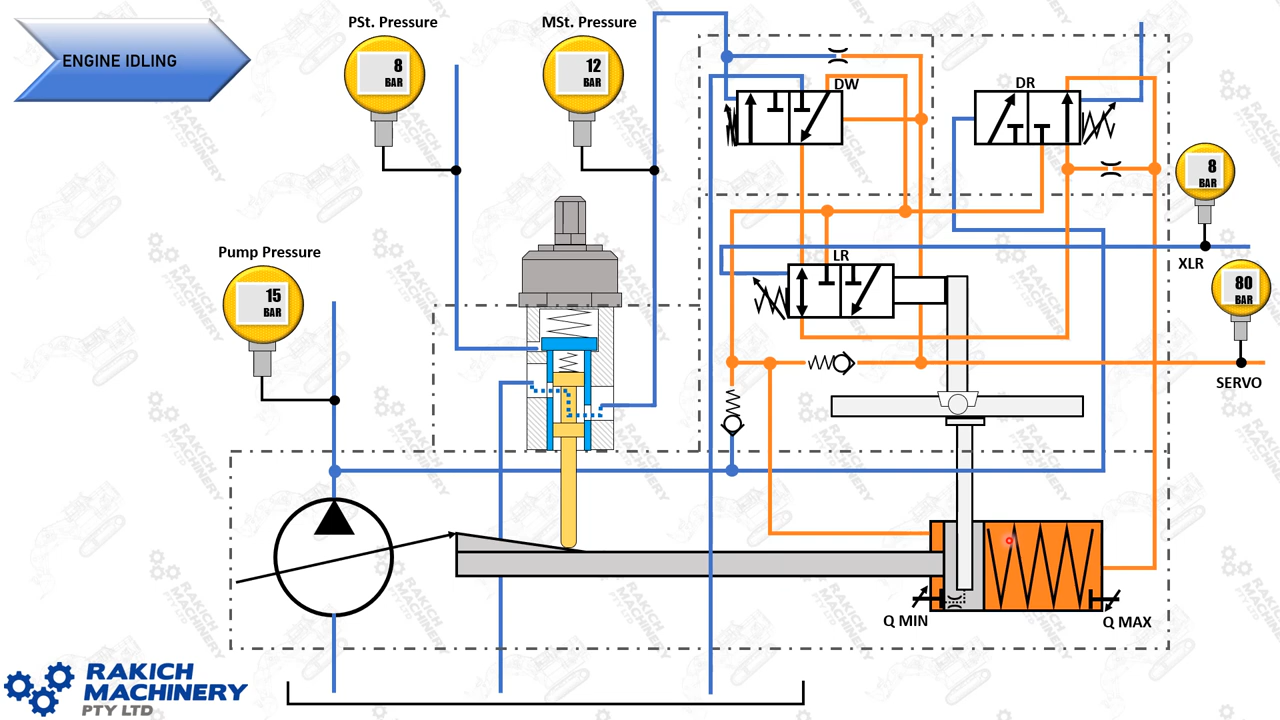 ENGINE IDLING
PSt. Pressure
8
BAR
MSt. Pressure
12
BAR
DW
DR
8
BAR
XLR
Pump Pressure
15
BAR
LR
80
BAR
SERVO
Q MIN
Q MAX
RAKICH
MACHINERY
PTY LTD